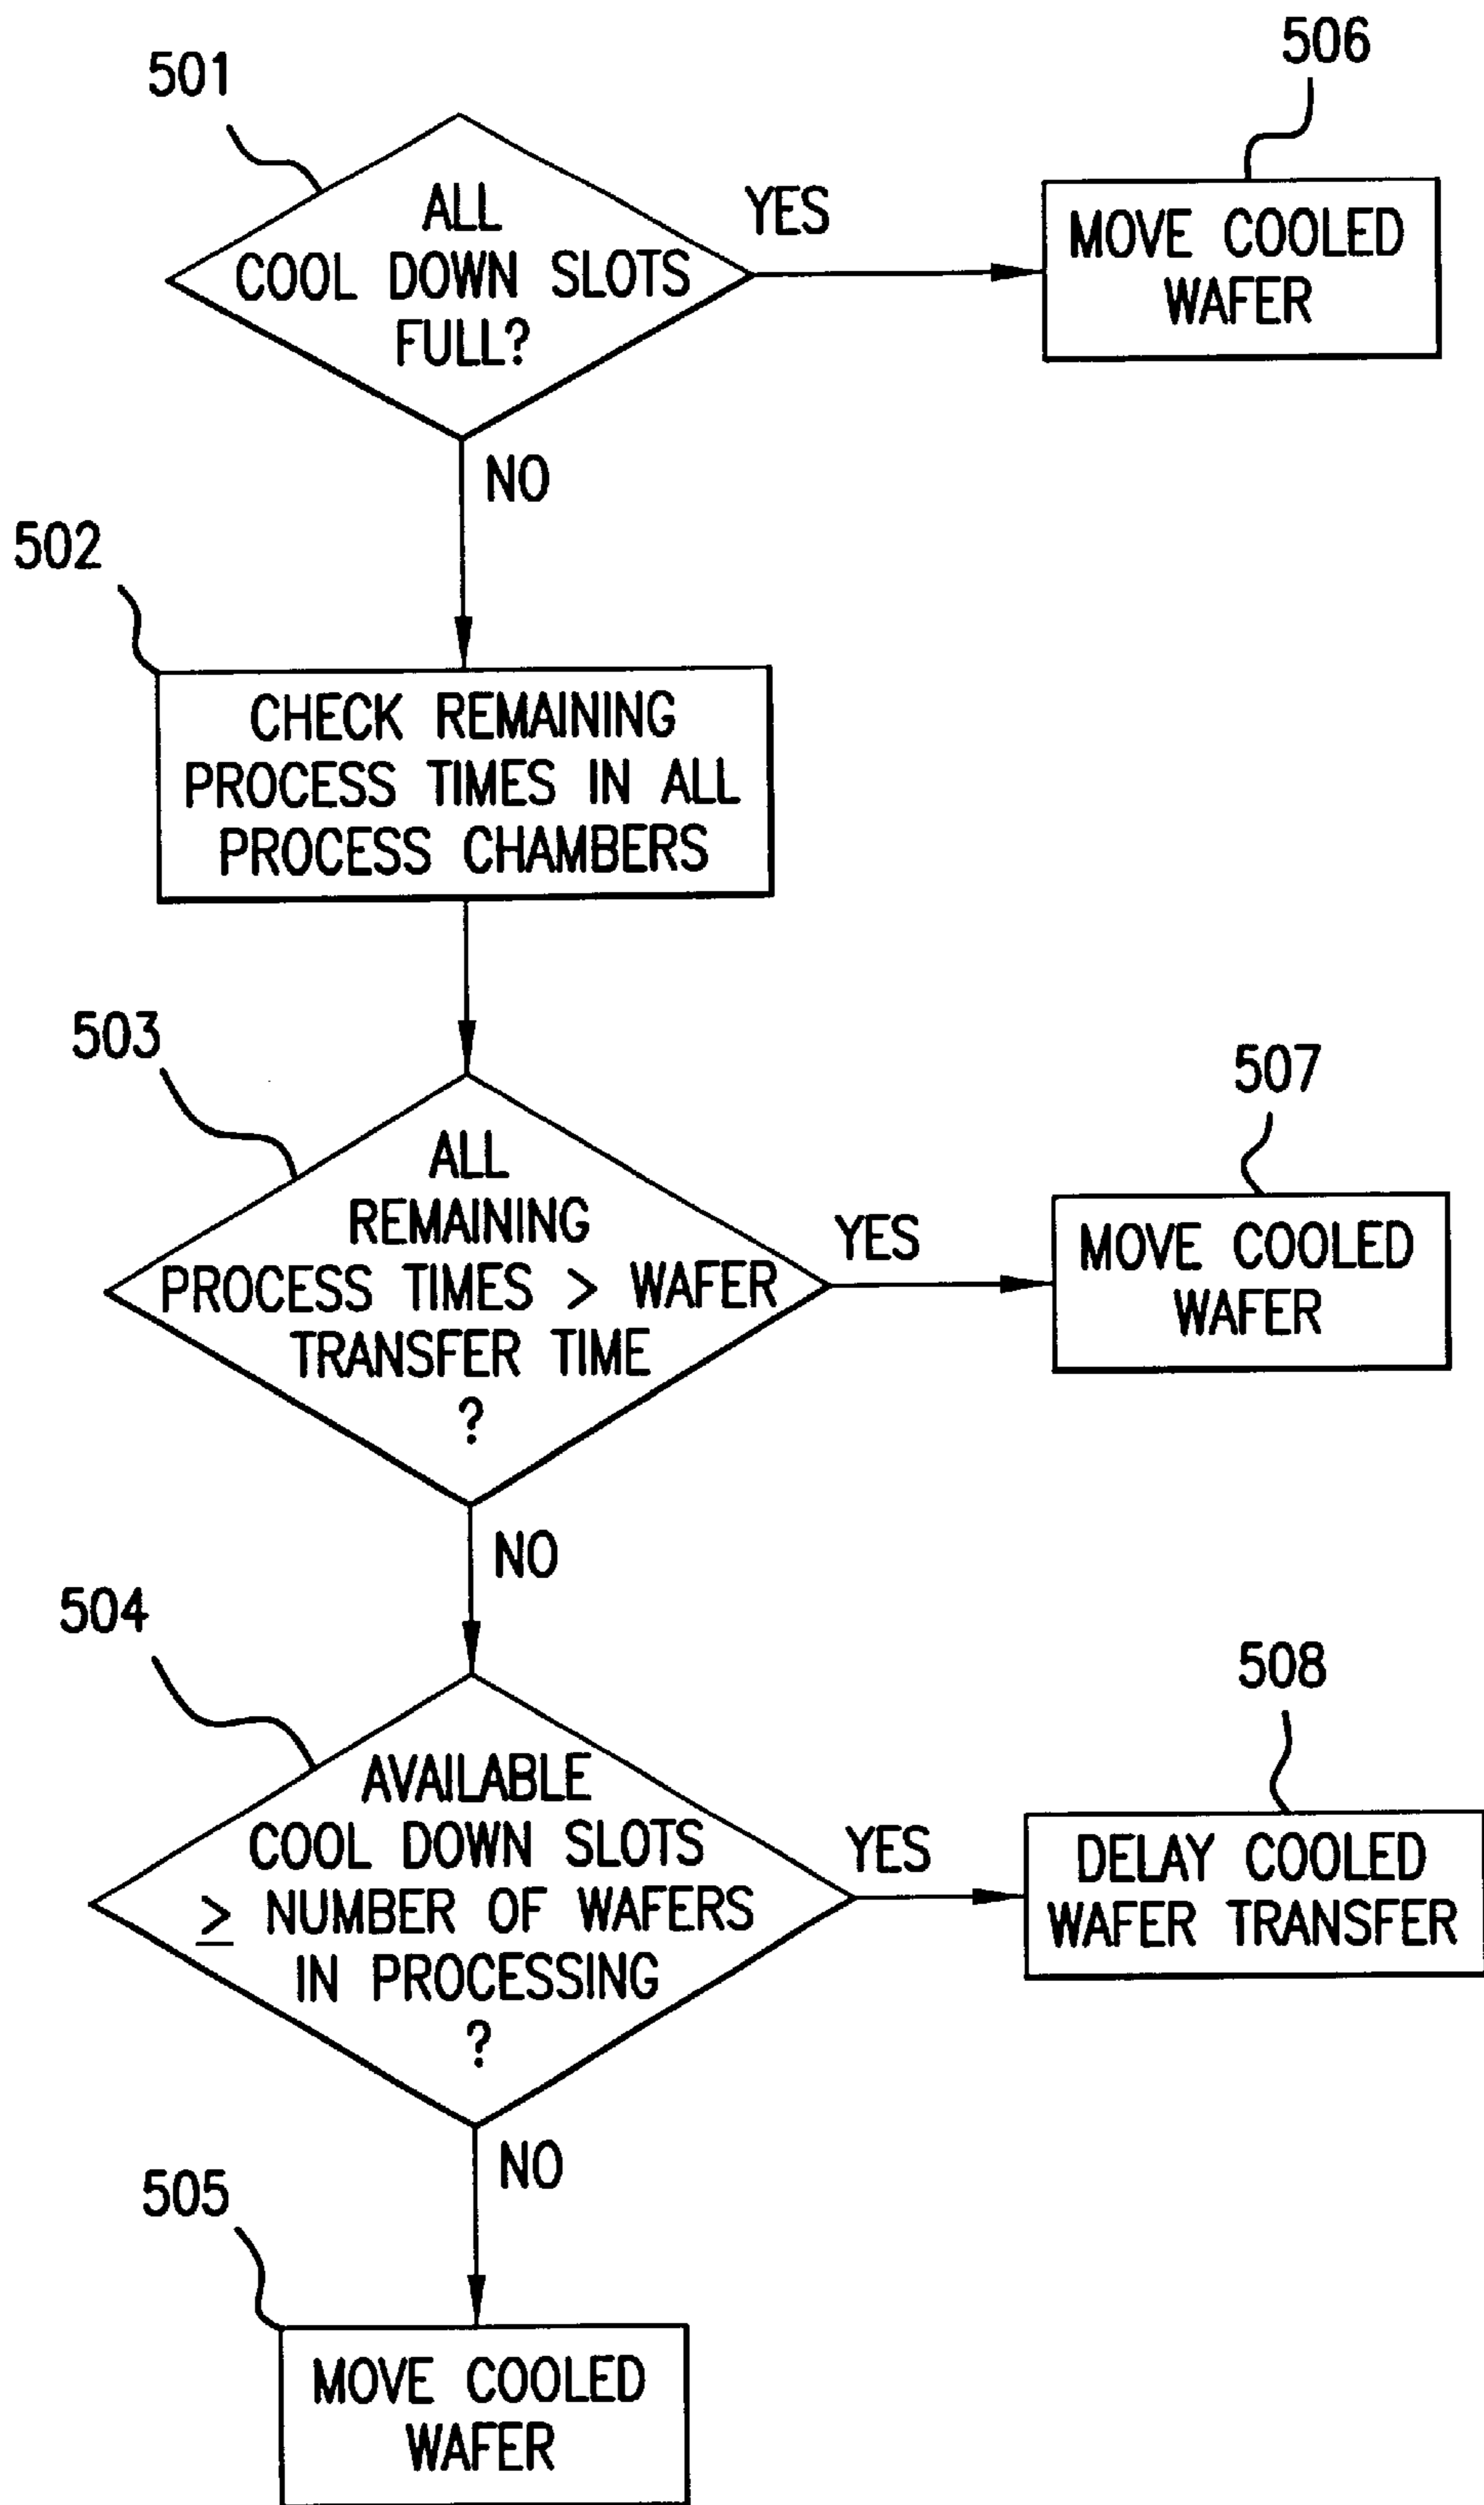 501
506
ALL
COOL DOWN SLOTS
FULL?
YES
MOVE COOLED
WAFER
NO
502
CHECK REMAINING
PROCESS TIMES IN ALL
PROCESS CHAMBERS
503
507
ALL
REMAINING
PROCESS TIMES > WAFER
TRANSFER TIME
?
YES
MOVE COOLED
WAFER
NO
504
508
AVAILABLE
COOL DOWN SLOTS
≥ NUMBER OF WAFERS
IN PROCESSING
?
YES
DELAY COOLED
WAFER TRANSFER
NO
505
MOVE COOLED
WAFER